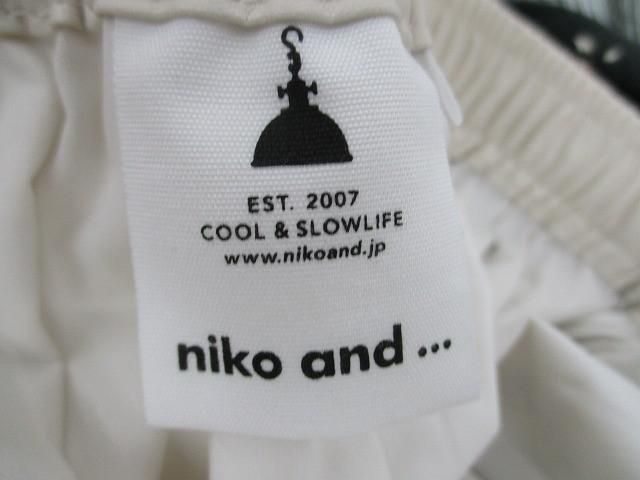 EST. 2007
COOL & SLOWLIFE
www.nikoand.jp
niko and ...